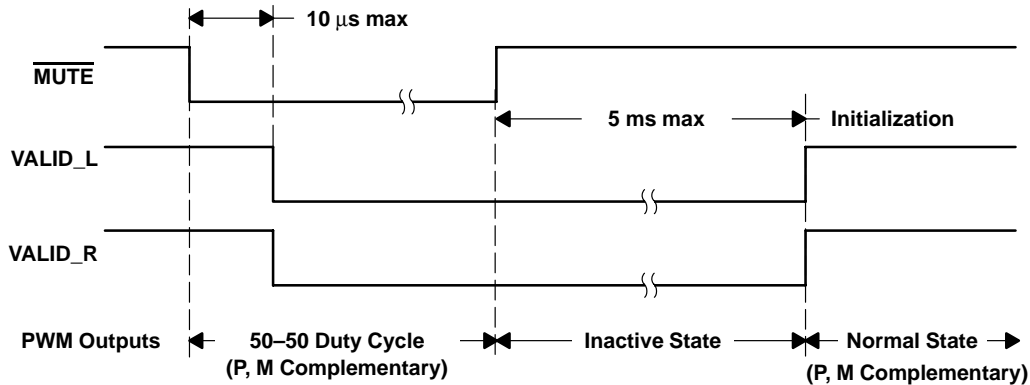 10 μs max
MUTE
5 ms max
Initialization
VALID_L
VALID_R
PWM Outputs
50–50 Duty Cycle
(P, M Complementary)
Inactive State
Normal State
(P, M Complementary)